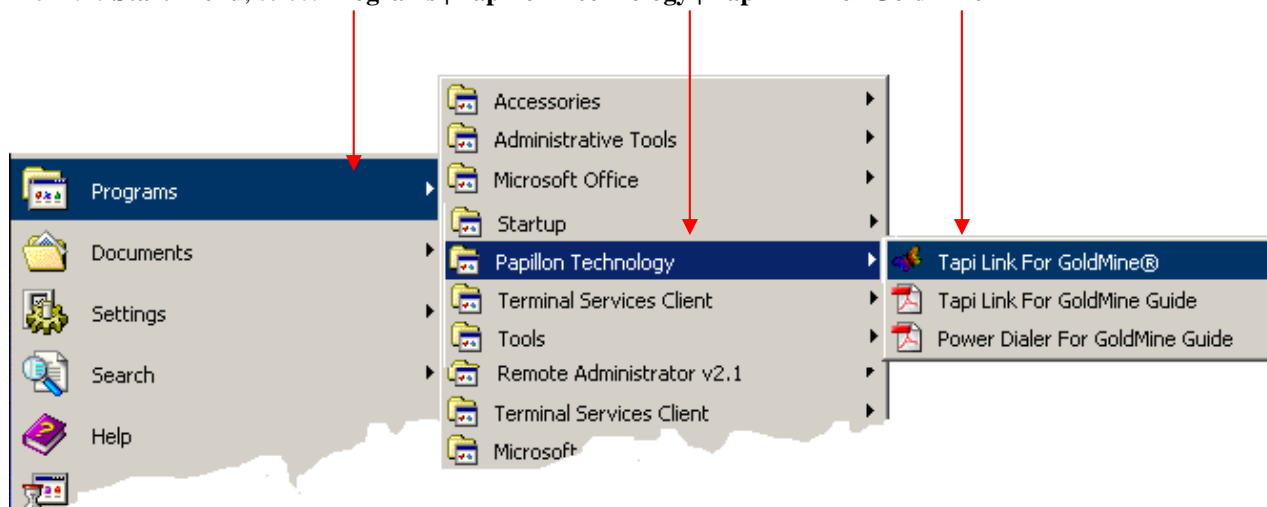 Programs
Documents
Settings
Search
Help
Accessories
Administrative Tools
Microsoft Office
Startup
Papillon Technology
Terminal Services Client
Tools
Remote Administrator v2.1
Terminal Services Client
Microsoft
Tapi Link For GoldMine®
Tapi Link For GoldMine Guide
Power Dialer For GoldMine Guide